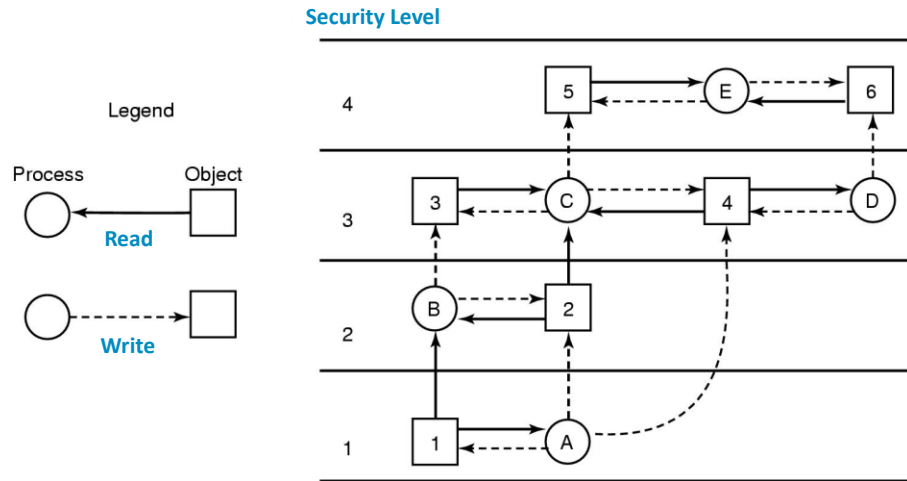 Security Level
Legend
Process Object
Read
Write
5 E 6
4
3 C 4 D
3
B 2
2
1 A
1